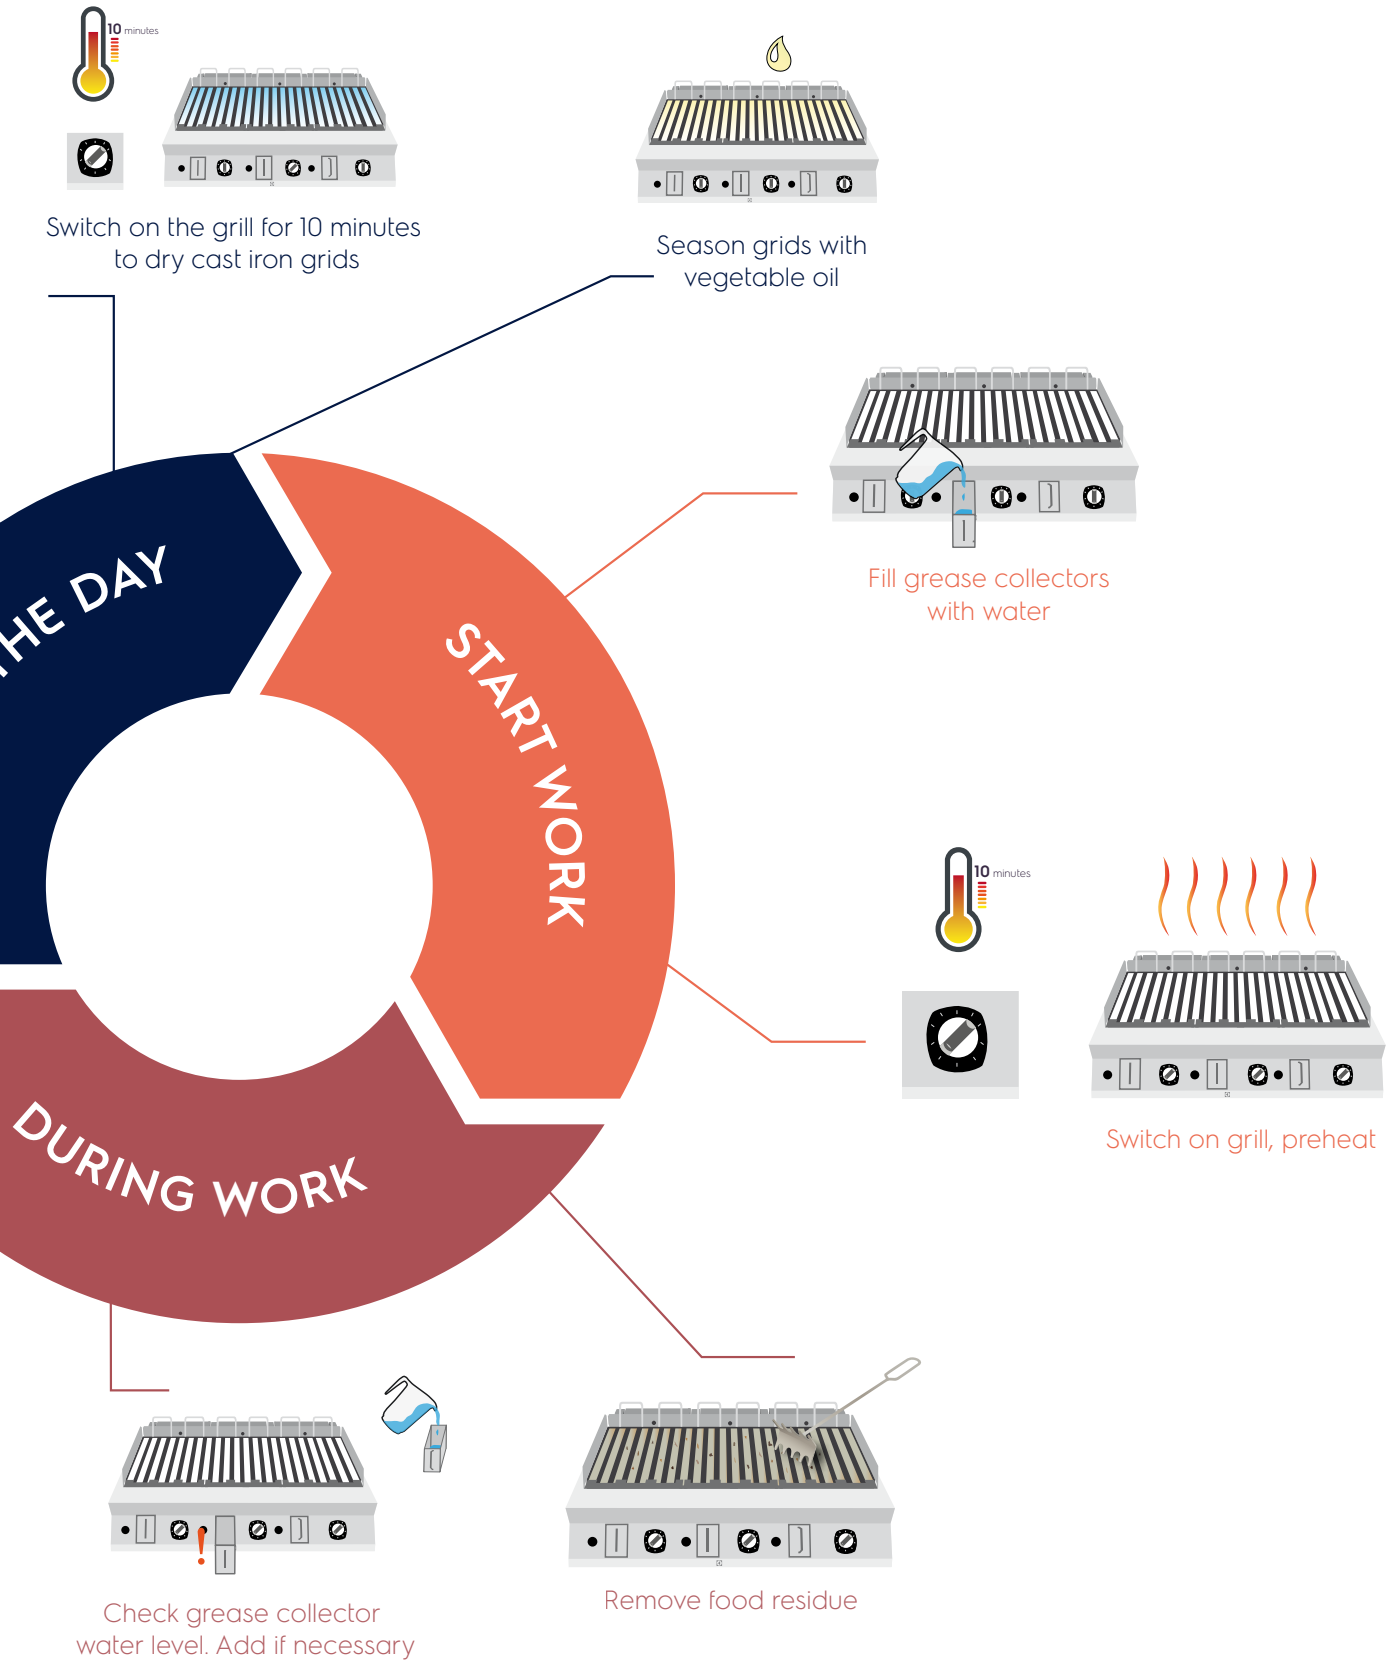 10 minutes
Switch on the grill for 10 minutes
to dry cast iron grids
Season grids with
vegetable oil
Fill grease collectors
with water
HE DAY
START WORK
10 minutes
Switch on grill, preheat
DURING WORK
Remove food residue
Check grease collector
water level. Add if necessary